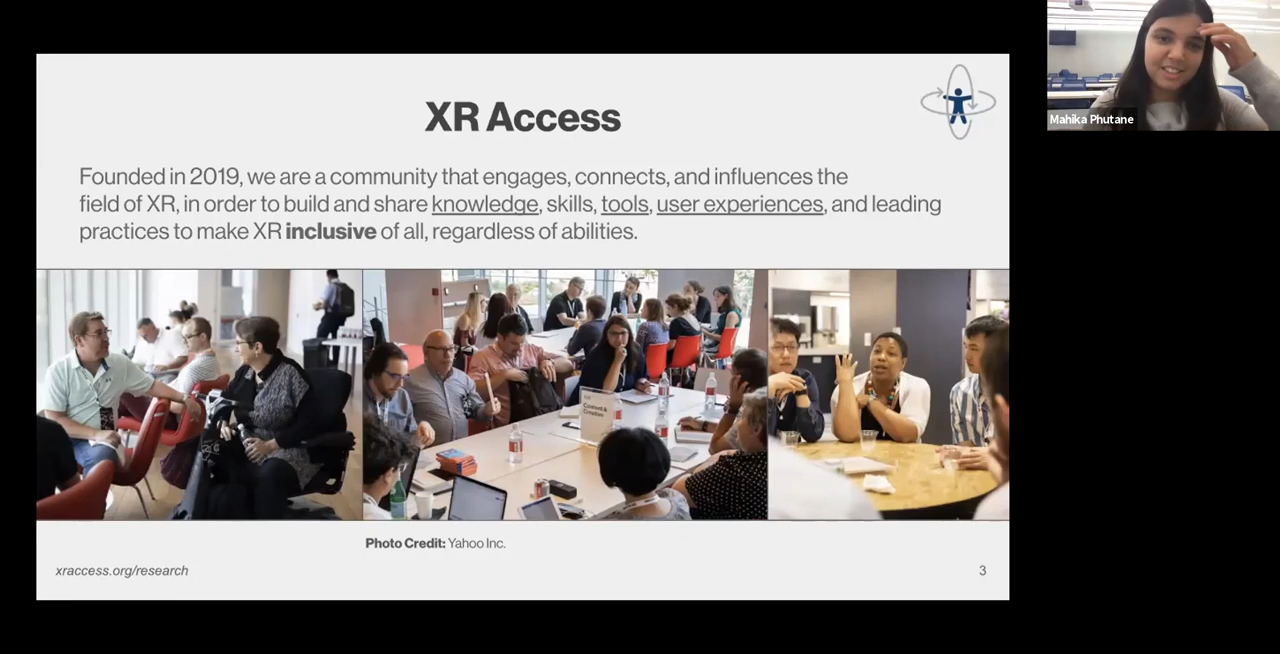 XR Access
Founded in 2019, we are a community that engages, connects, and influences the
field of XR, in order to build and share knowledge, skills, tools, user experiences, and leading
practices to make XR inclusive of all, regardless of abilities.
Content &
Creation
Photo Credit: Yahoo Inc.
xraccess.org/research
3
Mahika Phutane